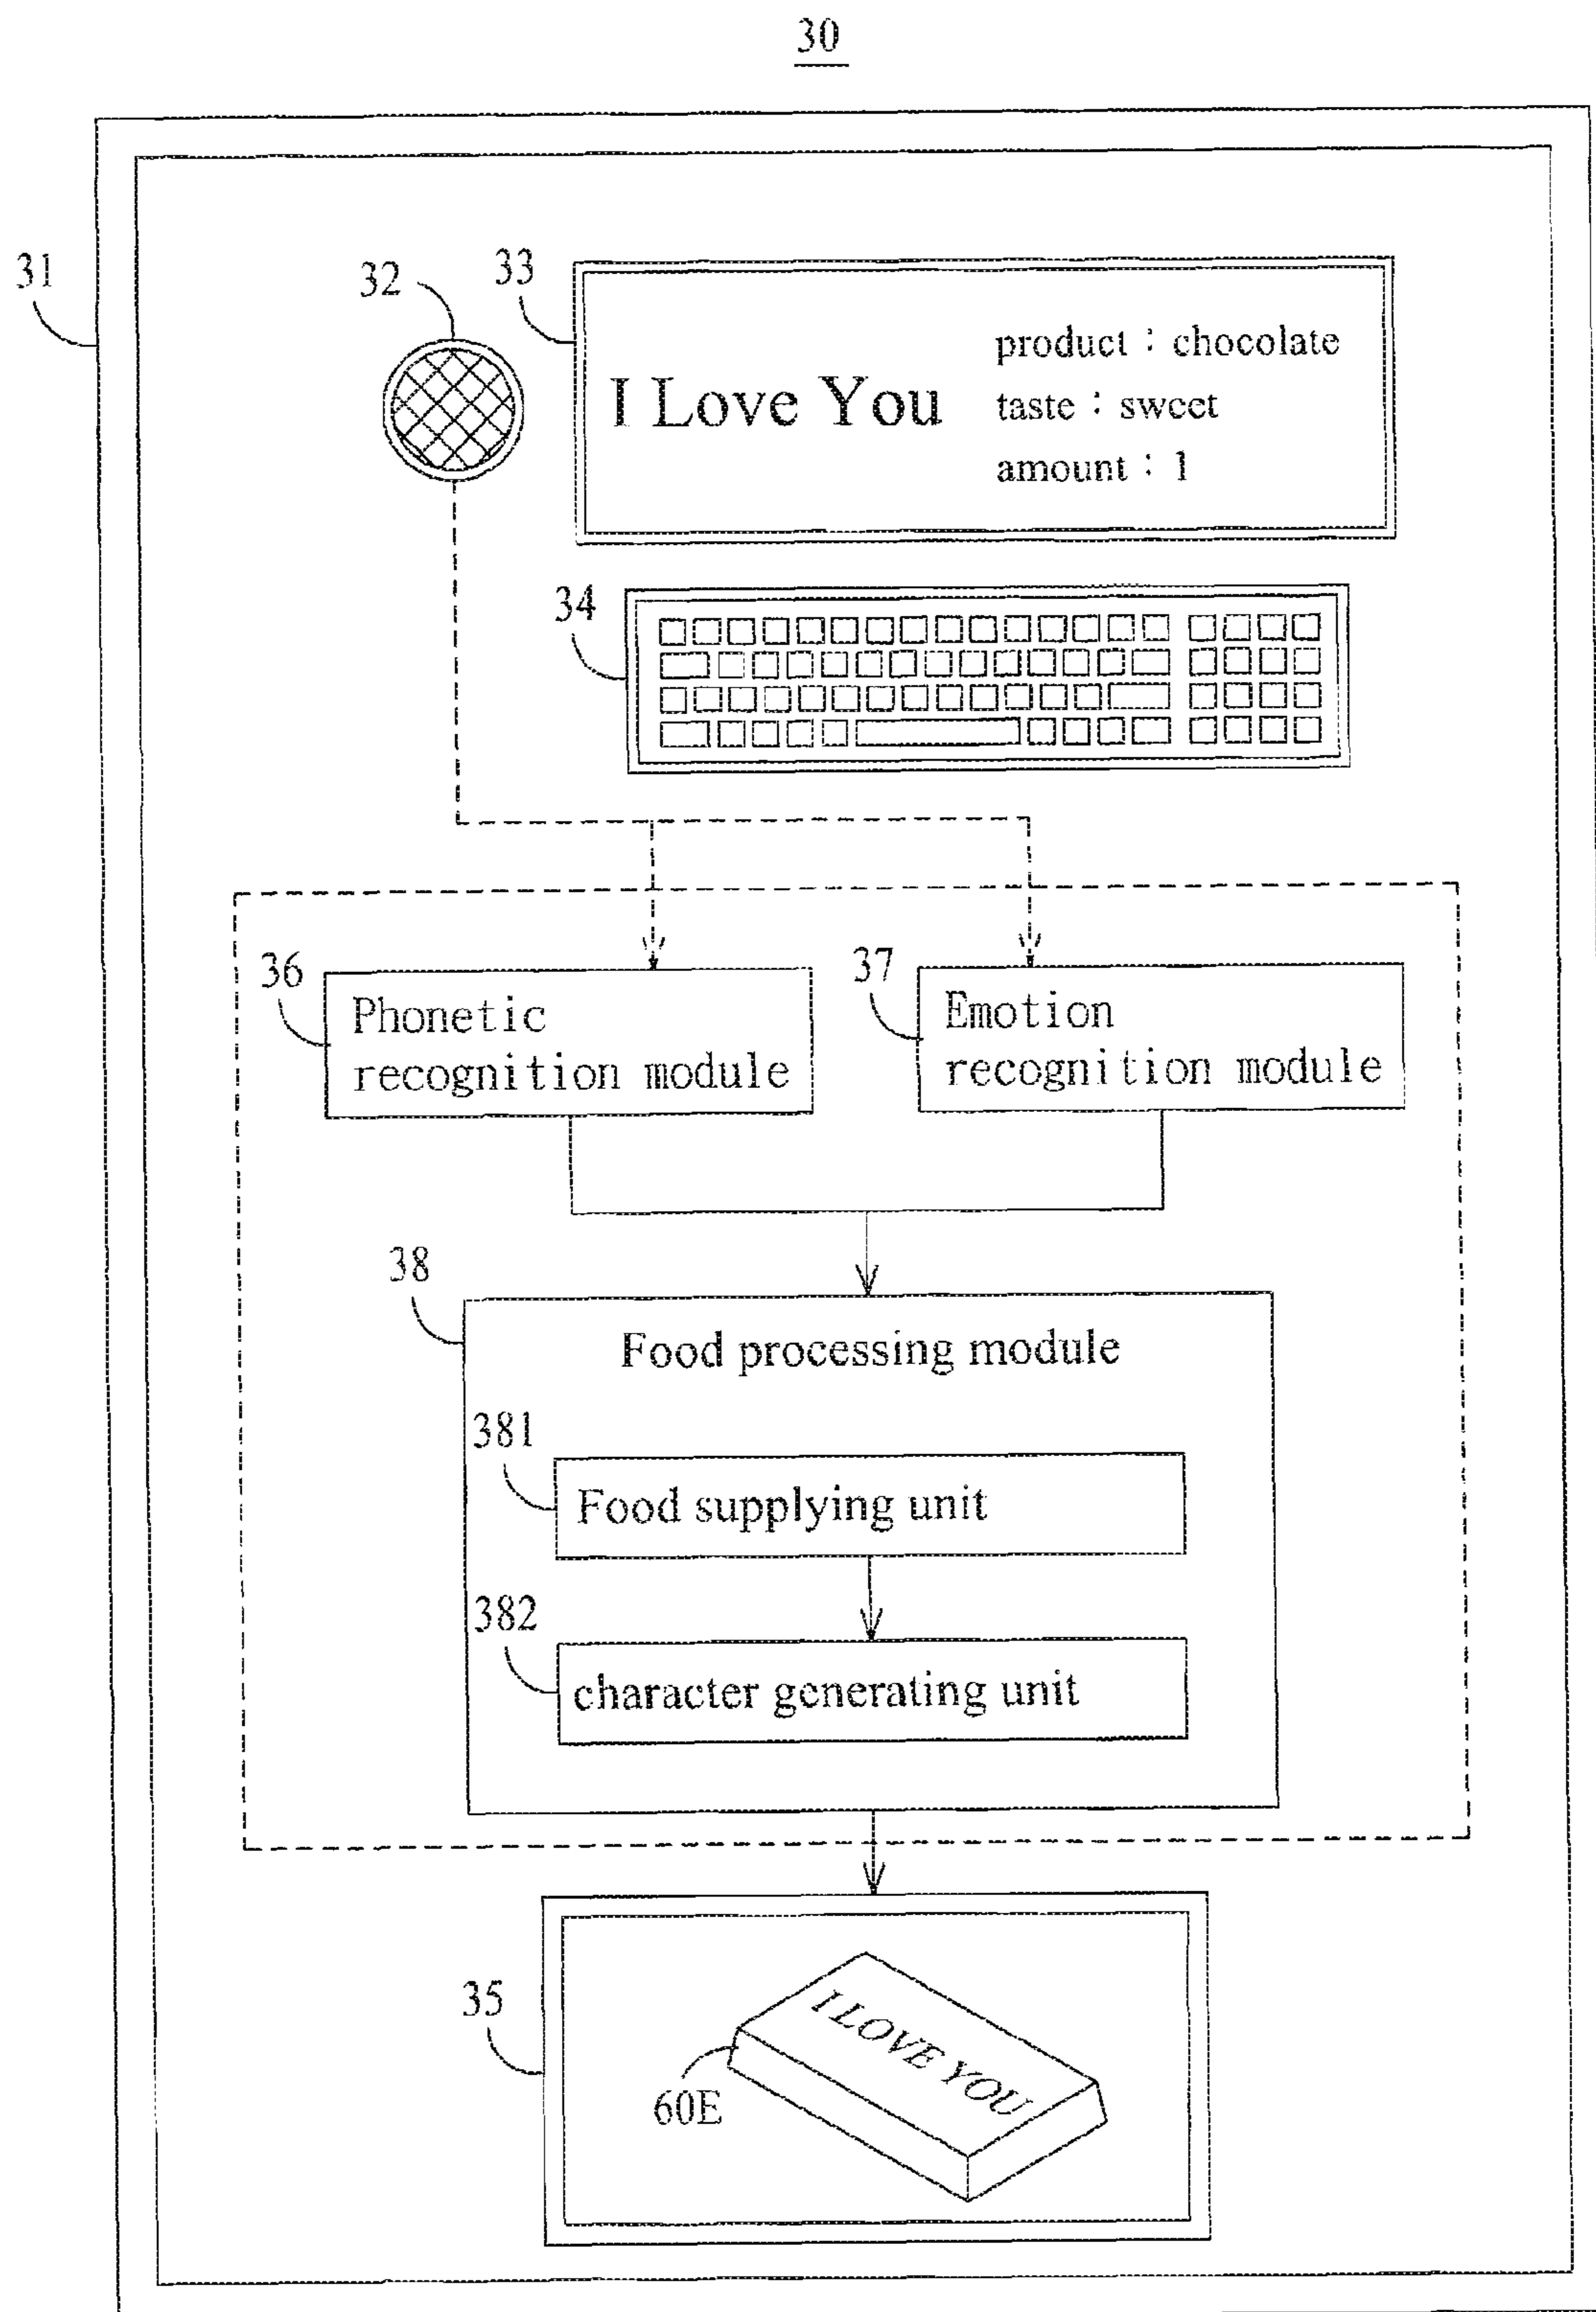 30
31
32
33
I Love You
product : chocolate
taste : sweet
amount : 1
34
36
Phonetic
recognition module
37
Emotion
recognition module
38
Food processing module
381
Food supplying unit
382
character generating unit
35
I LOVE YOU
60E